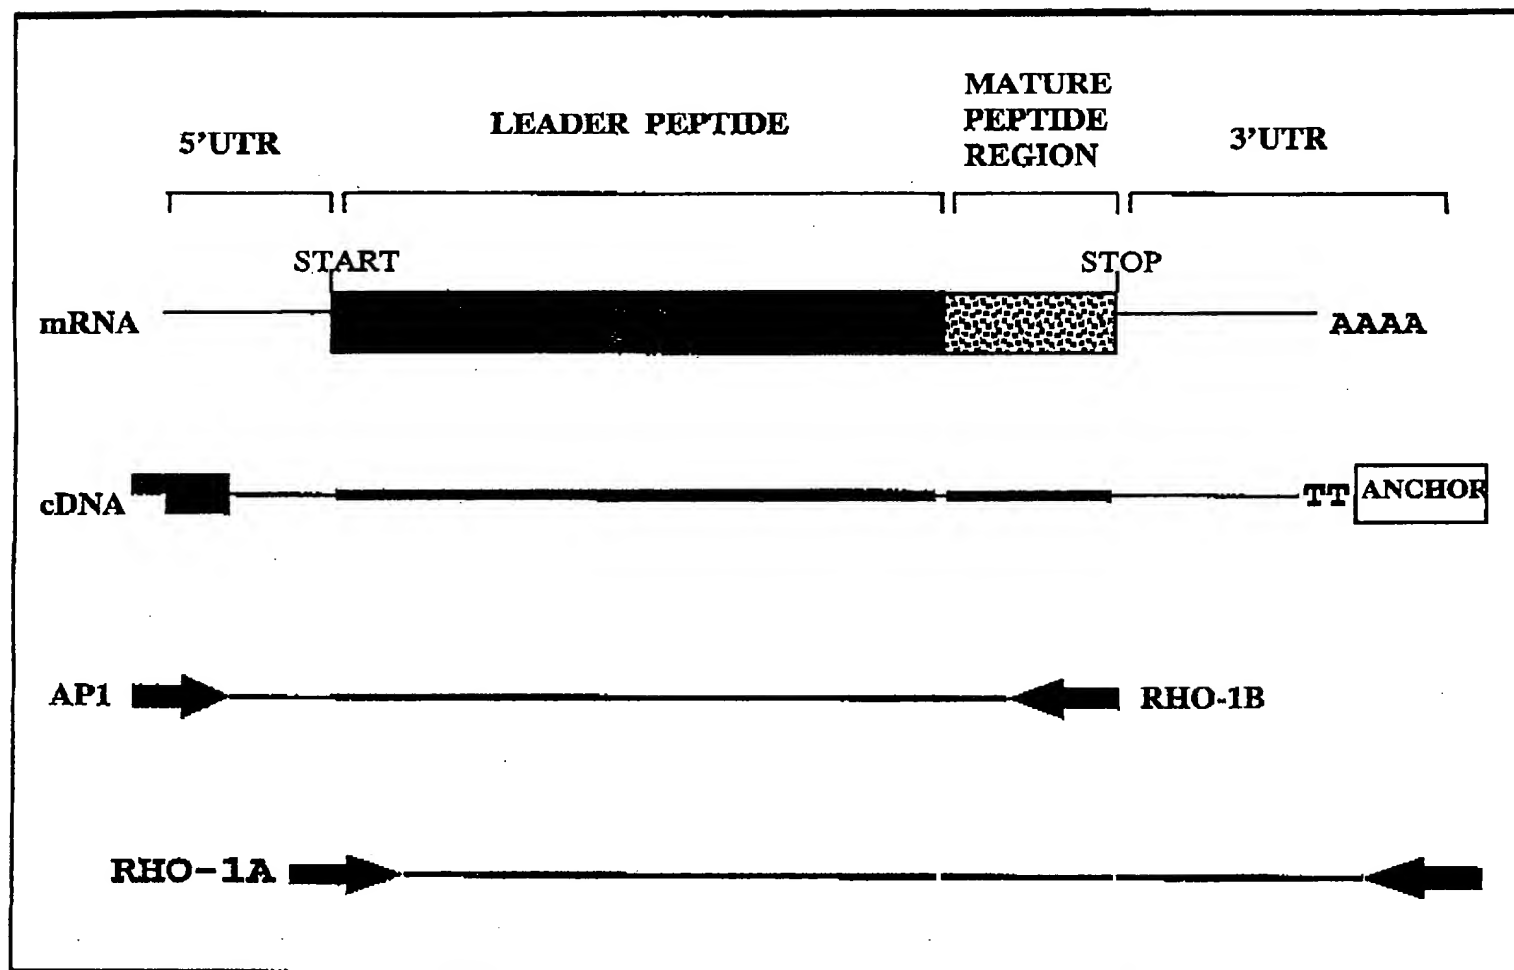 5'UTR
LEADER PEPTIDE
MATURE
PEPTIDE
REGION
3'UTR
START
STOP
mRNA
AAAA
cDNA
TT
ANCHOR
AP1
RHO-1B
RHO-1A